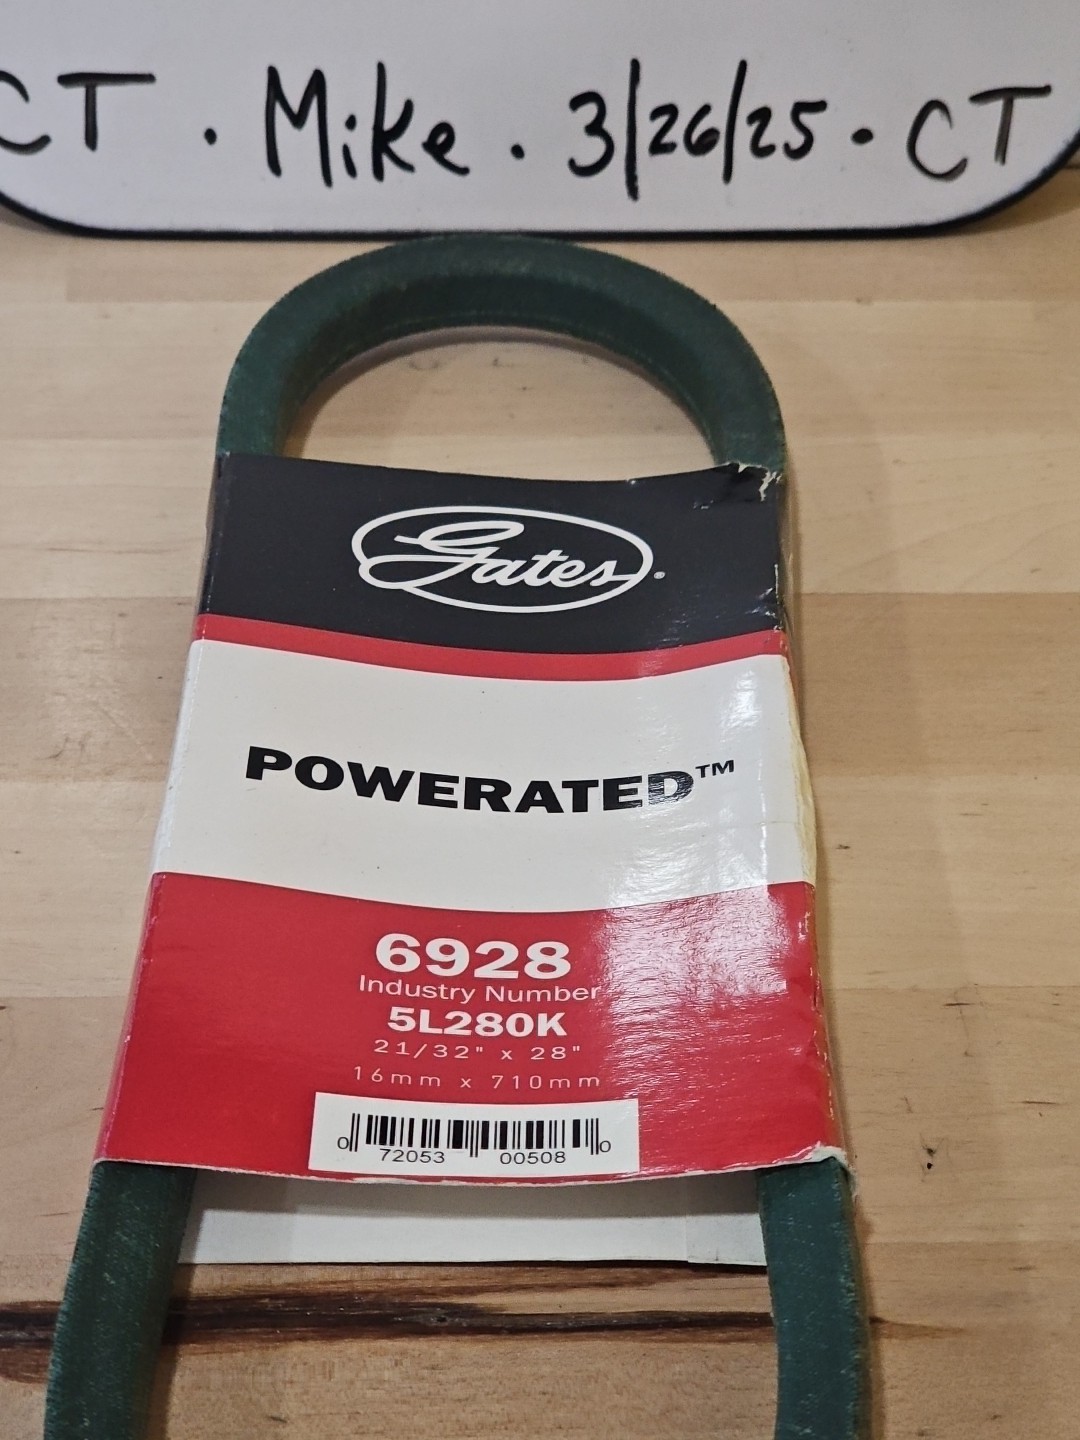 CT . Mike . 3/26/25 . CT
Gates®
POWERATED™
6928
Industry Number
5L280K
21/32" x 28"
16mm x 710mm
0 72053 00508 0